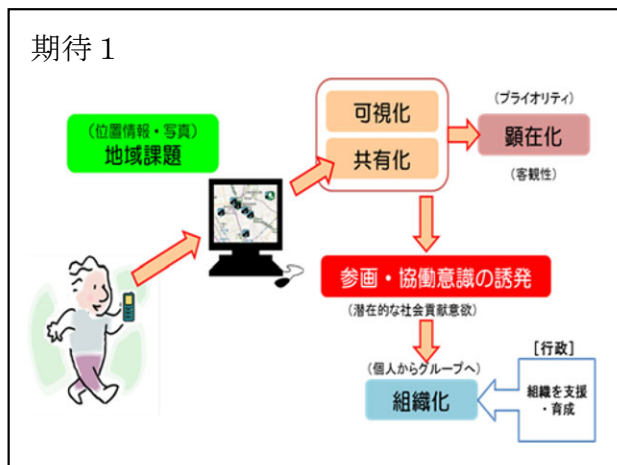 期待１
(位置情報・写真)
地域課題
可視化
共有化
(プライオリティ)
顕在化
(客観性)
参画・協働意識の誘発
(潜在的な社会貢献意欲)
(個人からグループへ)
組織化
［行政］
組織を支援
・育成